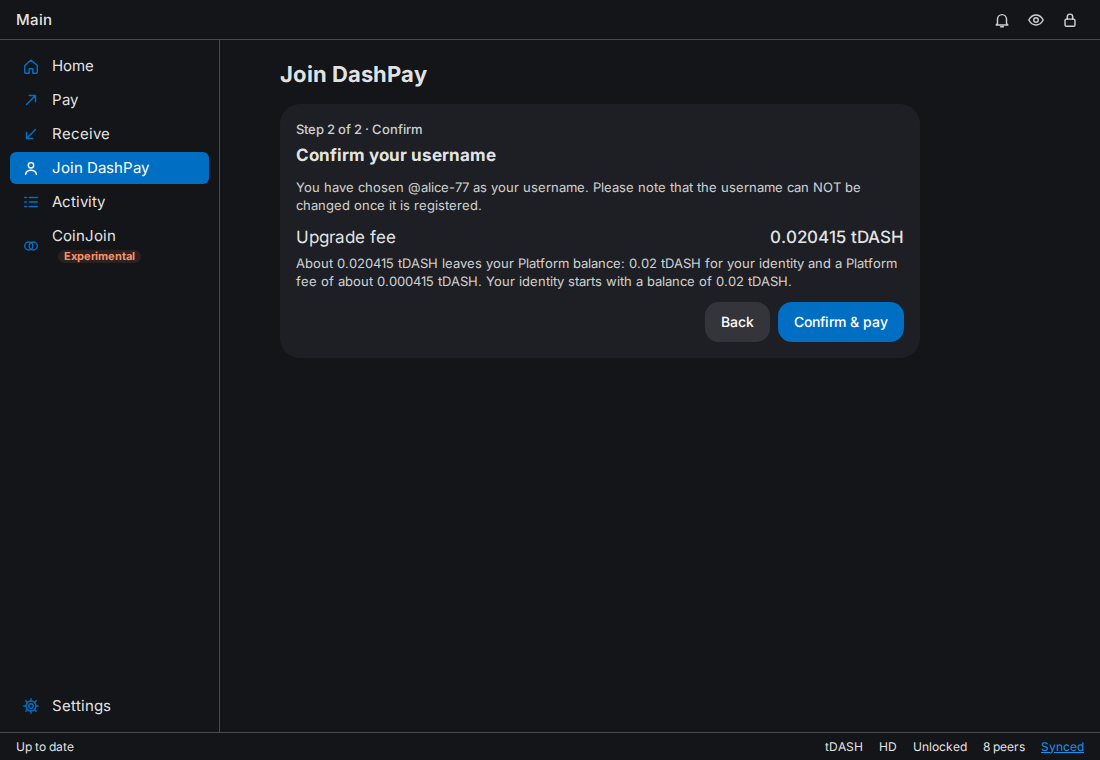 Main
Home
Pay
Receive
Join DashPay
Activity
CoinJoin
Experimental
Settings
Join DashPay
Step 2 of 2 · Confirm
Confirm your username
You have chosen @alice-77 as your username. Please note that the username can NOT be
changed once it is registered.
Upgrade fee 0.020415 tDASH
About 0.020415 tDASH leaves your Platform balance: 0.02 tDASH for your identity and a Platform
fee of about 0.000415 tDASH. Your identity starts with a balance of 0.02 tDASH.
Back Confirm & pay
Up to date tDASH HD Unlocked 8 peers Synced